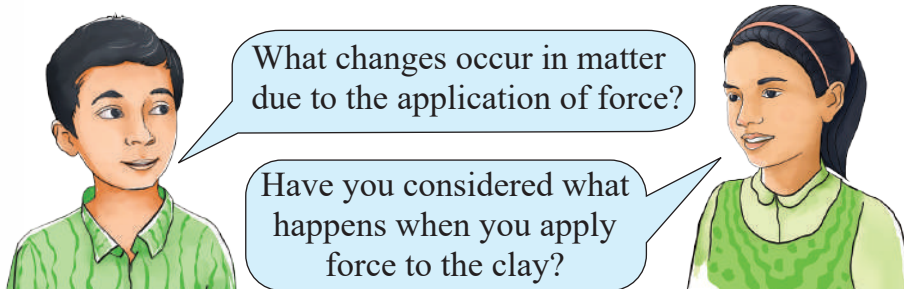 What changes occur in matter
due to the application of force?
Have you considered what
happens when you apply
force to the clay?